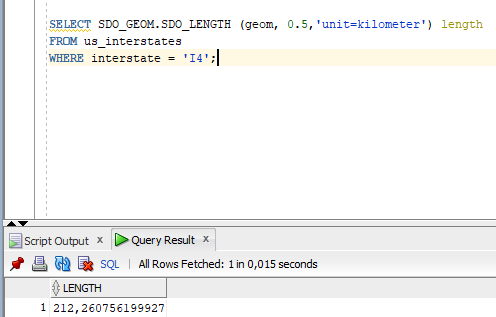 SELECT SDO_GEOM.SDO_LENGTH (geom, 0.5,'unit=kilometer') length
FROM us_interstates
WHERE interstate = 'I4';
Script Output x Query Result x
SQL | All Rows Fetched: 1 in 0,015 seconds
LENGTH
1 212,260756199927